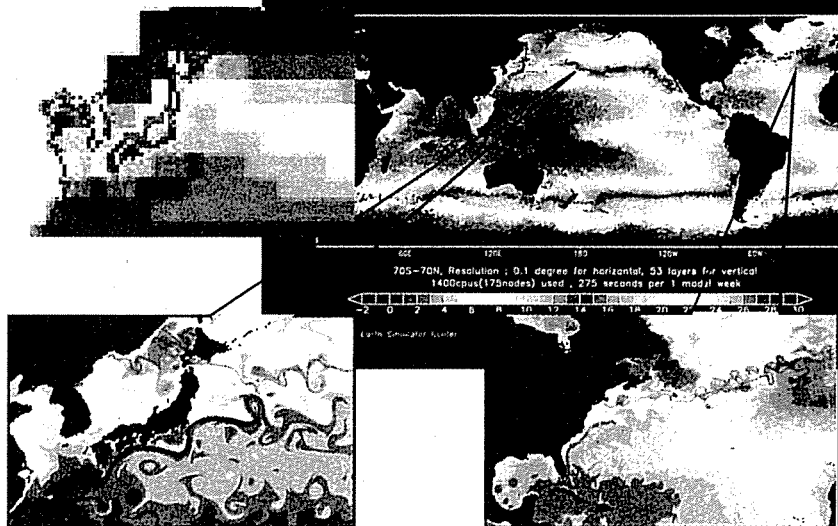 60E 120E 180 120W 60W
70S-70N, Resolution ; 0.1 degree for horizontal, 53 layers for vertical
1400cpus(175nodes) used , 275 seconds per 1 model week
-2 0 2 4 6 8 10 12 14 16 18 20 22 24 26 28 30
Earth Simulator Center